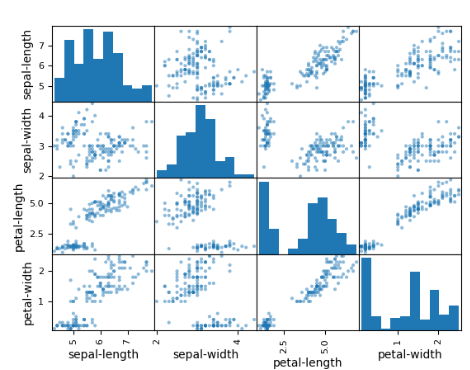 sepal-length
7
6
5
sepal-width
4
3
2
petal-length
5.0
2.5
petal-width
2
1
5
6
7
sepal-length
2
4
sepal-width
2.5
5.0
petal-length
1
2
petal-width